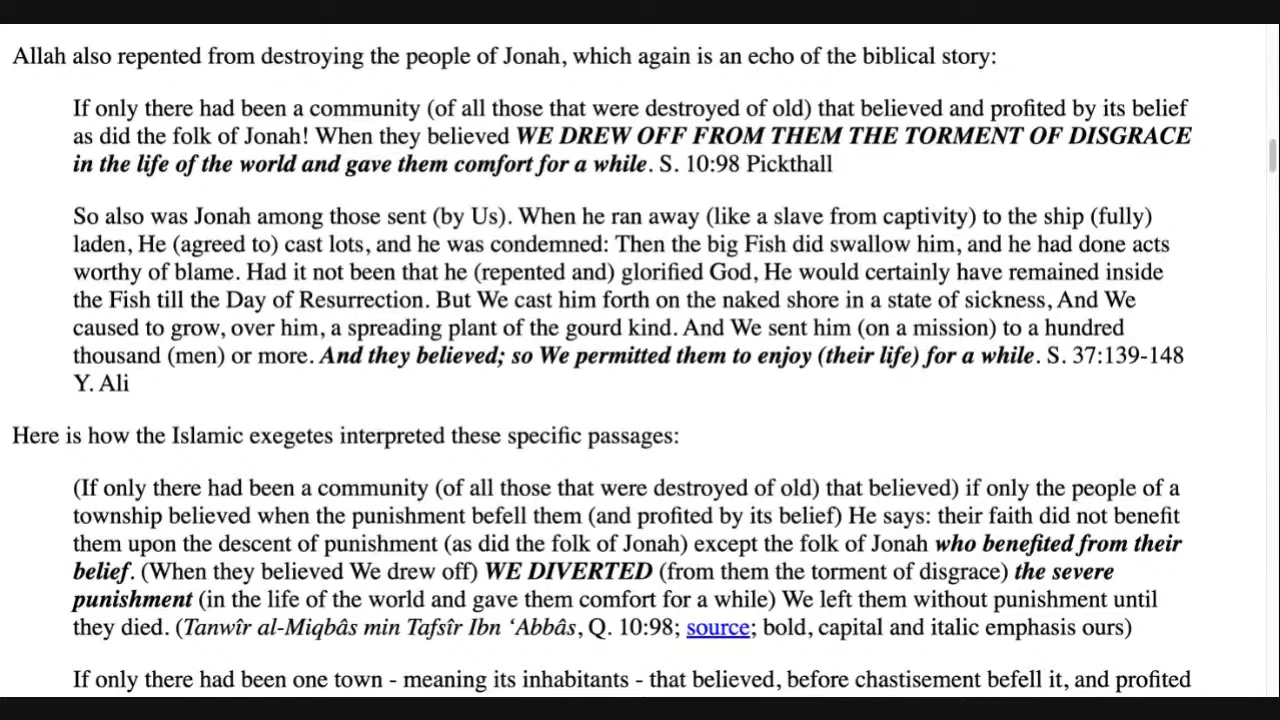 Allah also repented from destroying the people of Jonah, which again is an echo of the biblical story:
If only there had been a community (of all those that were destroyed of old) that believed and profited by its belief
as did the folk of Jonah! When they believed WE DREW OFF FROM THEM THE TORMENT OF DISGRACE
in the life of the world and gave them comfort for a while. S. 10:98 Pickthall
So also was Jonah among those sent (by Us). When he ran away (like a slave from captivity) to the ship (fully)
laden, He (agreed to) cast lots, and he was condemned: Then the big Fish did swallow him, and he had done acts
worthy of blame. Had it not been that he (repented and) glorified God, He would certainly have remained inside
the Fish till the Day of Resurrection. But We cast him forth on the naked shore in a state of sickness, And We
caused to grow, over him, a spreading plant of the gourd kind. And We sent him (on a mission) to a hundred
thousand (men) or more. And they believed; so We permitted them to enjoy (their life) for a while. S. 37:139-148
Y. Ali
Here is how the Islamic exegetes interpreted these specific passages:
(If only there had been a community (of all those that were destroyed of old) that believed) if only the people of a
township believed when the punishment befell them (and profited by its belief) He says: their faith did not benefit
them upon the descent of punishment (as did the folk of Jonah) except the folk of Jonah who benefited from their
belief. (When they believed We drew off) WE DIVERTED (from them the torment of disgrace) the severe
punishment (in the life of the world and gave them comfort for a while) We left them without punishment until
they died. (Tanwîr al-Miqbâs min Tafsîr Ibn ‘Abbâs, Q. 10:98; source; bold, capital and italic emphasis ours)
If only there had been one town - meaning its inhabitants - that believed, before chastisement befell it, and profited